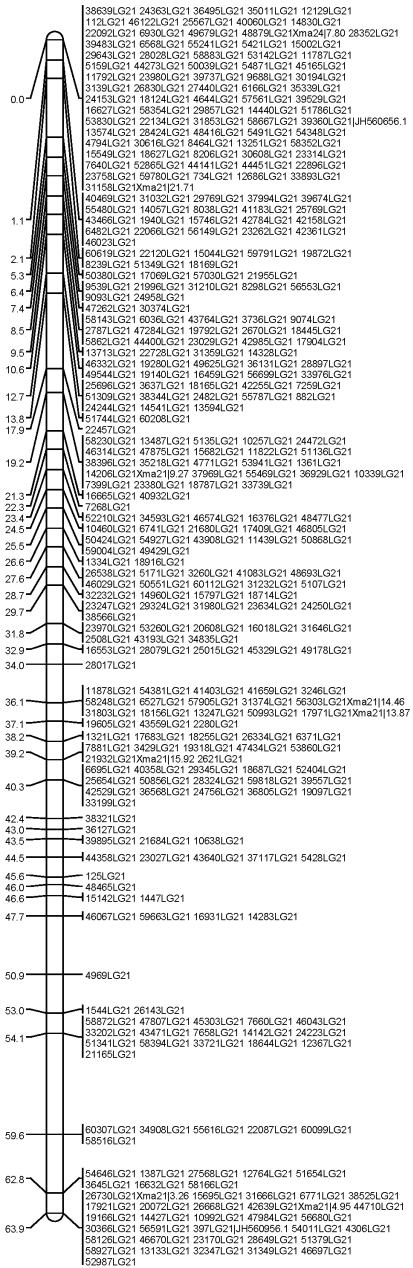 38639LG21 24363LG21 36495LG21 35011LG21 12129LG21
112LG21 46122LG21 25567LG21 40060LG21 14830LG21
22092LG21 6930LG21 49679LG21 48879LG21Xma24|7.80 28352LG21
39483LG21 6568LG21 55241LG21 5421LG21 15002LG21
29643LG21 28028LG21 58883LG21 53142LG21 11787LG21
5159LG21 44273LG21 50039LG21 54871LG21 45165LG21
11792LG21 23980LG21 39737LG21 9688LG21 30194LG21
3139LG21 26830LG21 27440LG21 6166LG21 35339LG21
0.0 24153LG21 18124LG21 4644LG21 57561LG21 39529LG21
16627LG21 58354LG21 29857LG21 14440LG21 51786LG21
53830LG21 22134LG21 31853LG21 58667LG21 39360LG21|JH560656.1
13574LG21 28424LG21 48416LG21 5491LG21 54348LG21
4794LG21 30616LG21 8464LG21 13251LG21 58352LG21
15549LG21 18627LG21 8206LG21 30608LG21 23314LG21
7640LG21 52865LG21 44141LG21 44451LG21 22896LG21
23758LG21 59780LG21 734LG21 12686LG21 33893LG21
31158LG21Xma21|21.71
40469LG21 31032LG21 29769LG21 37994LG21 39674LG21
55480LG21 14057LG21 8038LG21 41183LG21 25769LG21
1.1 43466LG21 1940LG21 15746LG21 42784LG21 42158LG21
6482LG21 22066LG21 56149LG21 23262LG21 42361LG21
46023LG21
2.1 60619LG21 22120LG21 15044LG21 59791LG21 19872LG21
8239LG21 51349LG21 18169LG21
5.3 50380LG21 17069LG21 57030LG21 21955LG21
6.4 9539LG21 21996LG21 31210LG21 8298LG21 56553LG21
9093LG21 24958LG21
7.4 47262LG21 30374LG21
58143LG21 6036LG21 43764LG21 3736LG21 9074LG21
8.5 2787LG21 47284LG21 19792LG21 2670LG21 18445LG21
5862LG21 44400LG21 23029LG21 42985LG21 17904LG21
9.5 13713LG21 22728LG21 31359LG21 14328LG21
10.6 46332LG21 19280LG21 49625LG21 36131LG21 28897LG21
49544LG21 19140LG21 16459LG21 56699LG21 33976LG21
25696LG21 3637LG21 18165LG21 42255LG21 7259LG21
12.7 51309LG21 38344LG21 2482LG21 55787LG21 882LG21
24244LG21 14541LG21 13594LG21
13.8 51744LG21 60208LG21
17.9 22457LG21
58230LG21 13487LG21 5135LG21 10257LG21 24472LG21
46314LG21 47875LG21 15682LG21 11822LG21 51136LG21
19.2 38396LG21 35218LG21 4771LG21 53941LG21 1361LG21
14206LG21Xma21|9.27 37969LG21 55469LG21 36929LG21 10339LG21
7399LG21 23380LG21 18787LG21 33739LG21
21.3 16665LG21 40932LG21
22.3 7268LG21
23.4 52210LG21 34593LG21 46574LG21 16376LG21 48477LG21
24.5 10460LG21 6741LG21 21680LG21 17409LG21 46805LG21
25.5 50424LG21 54927LG21 43908LG21 11439LG21 50868LG21
59004LG21 49429LG21
26.6 1334LG21 18916LG21
27.6 26538LG21 5171LG21 3260LG21 41083LG21 48693LG21
46029LG21 50551LG21 60112LG21 31232LG21 5107LG21
28.7 32232LG21 14960LG21 15797LG21 18714LG21
29.7 23247LG21 29324LG21 31980LG21 23634LG21 24250LG21
38566LG21
31.8 23970LG21 53260LG21 20608LG21 16018LG21 31646LG21
2508LG21 43193LG21 34835LG21
32.9 16553LG21 28079LG21 25015LG21 45329LG21 49178LG21
34.0 28017LG21
11878LG21 54381LG21 41403LG21 41659LG21 3246LG21
36.1 58248LG21 6527LG21 57905LG21 31374LG21 56303LG21Xma21|14.46
31803LG21 18156LG21 13247LG21 50993LG21 17971LG21Xma21|13.87
37.1 19605LG21 43559LG21 2280LG21
38.2 1321LG21 17683LG21 18255LG21 26334LG21 6371LG21
7881LG21 3429LG21 19318LG21 47434LG21 53860LG21
39.2 21932LG21Xma21|15.92 2621LG21
6695LG21 40358LG21 29345LG21 18687LG21 52404LG21
40.3 25654LG21 50856LG21 28324LG21 59818LG21 39557LG21
42529LG21 36568LG21 24756LG21 36805LG21 19097LG21
33199LG21
42.4 38321LG21
43.0 36127LG21
43.5 39895LG21 21684LG21 10638LG21
44.5 44358LG21 23027LG21 43640LG21 37117LG21 5428LG21
45.6 125LG21
46.0 48465LG21
46.6 15142LG21 1447LG21
47.7 46067LG21 59663LG21 16931LG21 14283LG21
50.9 4969LG21
53.0 1544LG21 26143LG21
58872LG21 47807LG21 45303LG21 7660LG21 46043LG21
54.1 33202LG21 43471LG21 7658LG21 14142LG21 24223LG21
51341LG21 58394LG21 33721LG21 18644LG21 12367LG21
21165LG21
59.6 60307LG21 34908LG21 55616LG21 22087LG21 60099LG21
58516LG21
62.8 54646LG21 1387LG21 27568LG21 12764LG21 51654LG21
3645LG21 16632LG21 58166LG21
26730LG21Xma21|3.26 15695LG21 31666LG21 6771LG21 38525LG21
17921LG21 20072LG21 26668LG21 42639LG21Xma21|4.95 44710LG21
19166LG21 14427LG21 10992LG21 47984LG21 56680LG21
63.9 30366LG21 56591LG21 397LG21|JH560956.1 54011LG21 4306LG21
58126LG21 46670LG21 23170LG21 28649LG21 51379LG21
58927LG21 13133LG21 32347LG21 31349LG21 46697LG21
52987LG21